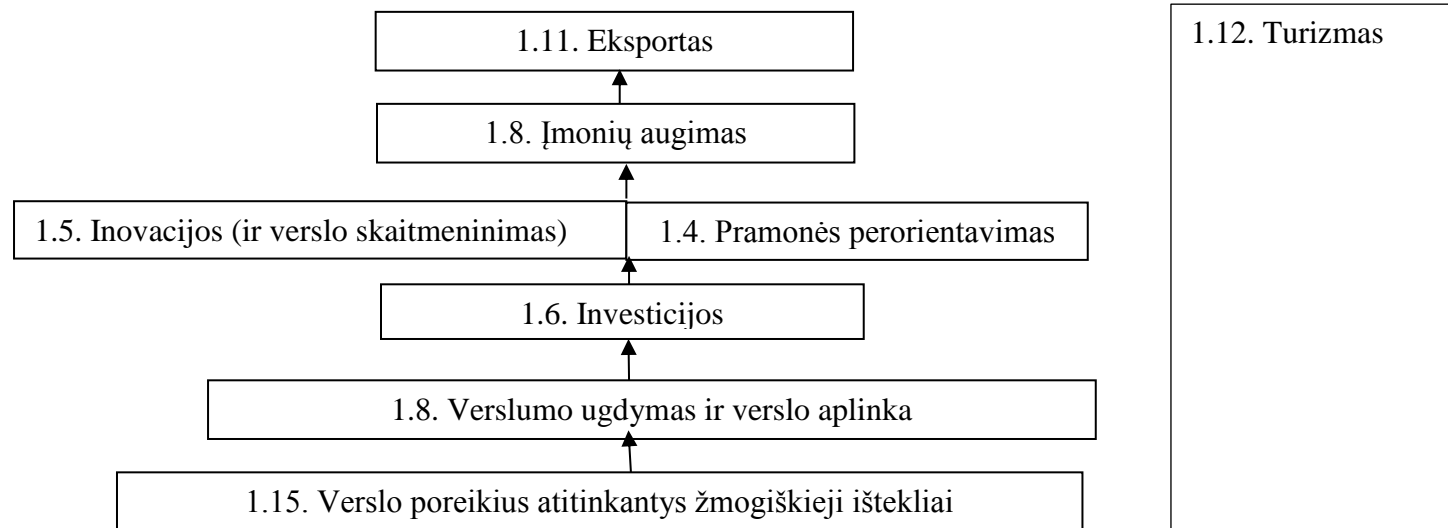 1.11. Eksportas
1.12. Turizmas
1.8. Įmonių augimas
1.5. Inovacijos (ir verslo skaitmeninimas)
1.4. Pramonės perorientavimas
1.6. Investicijos
1.8. Verslumo ugdymas ir verslo aplinka
1.15. Verslo poreikius atitinkantys žmogiškieji ištekliai